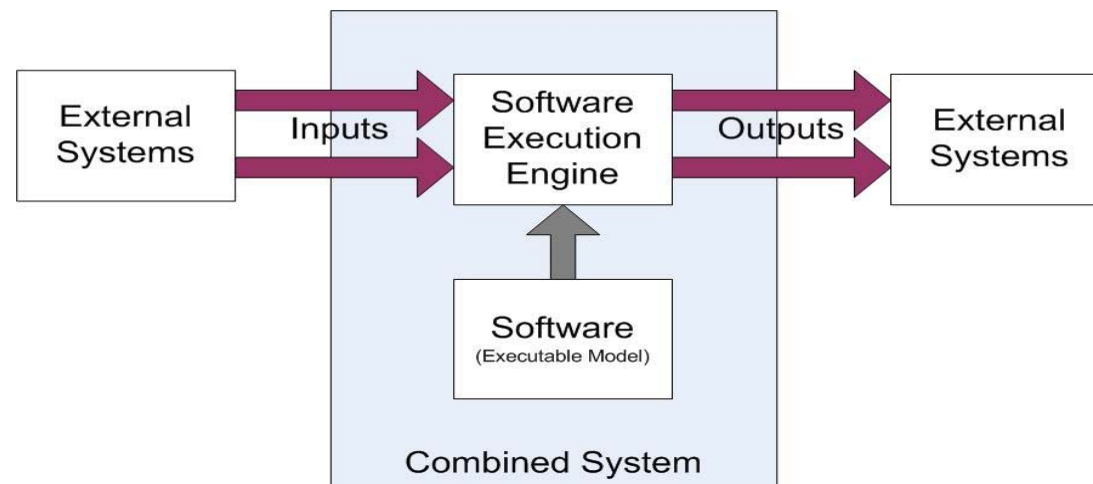 External
Systems
Inputs
Software
Execution
Engine
Outputs
External
Systems
Software
(Executable Model)
Combined System